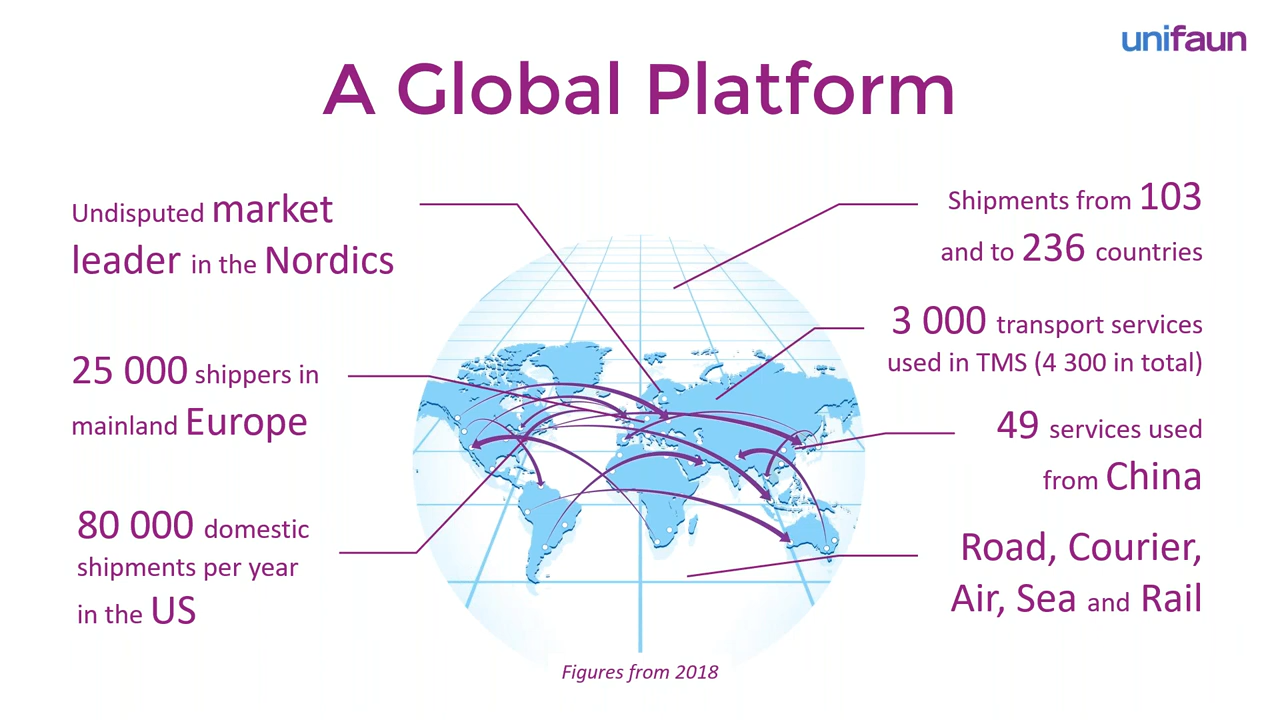 unifaun
A Global Platform
Undisputed market
leader in the Nordics
25 000 shippers in
mainland Europe
80 000 domestic
shipments per year
in the US
Shipments from 103
and to 236 countries
3 000 transport services
used in TMS (4 300 in total)
49 services used
from China
Road, Courier,
Air, Sea and Rail
Figures from 2018